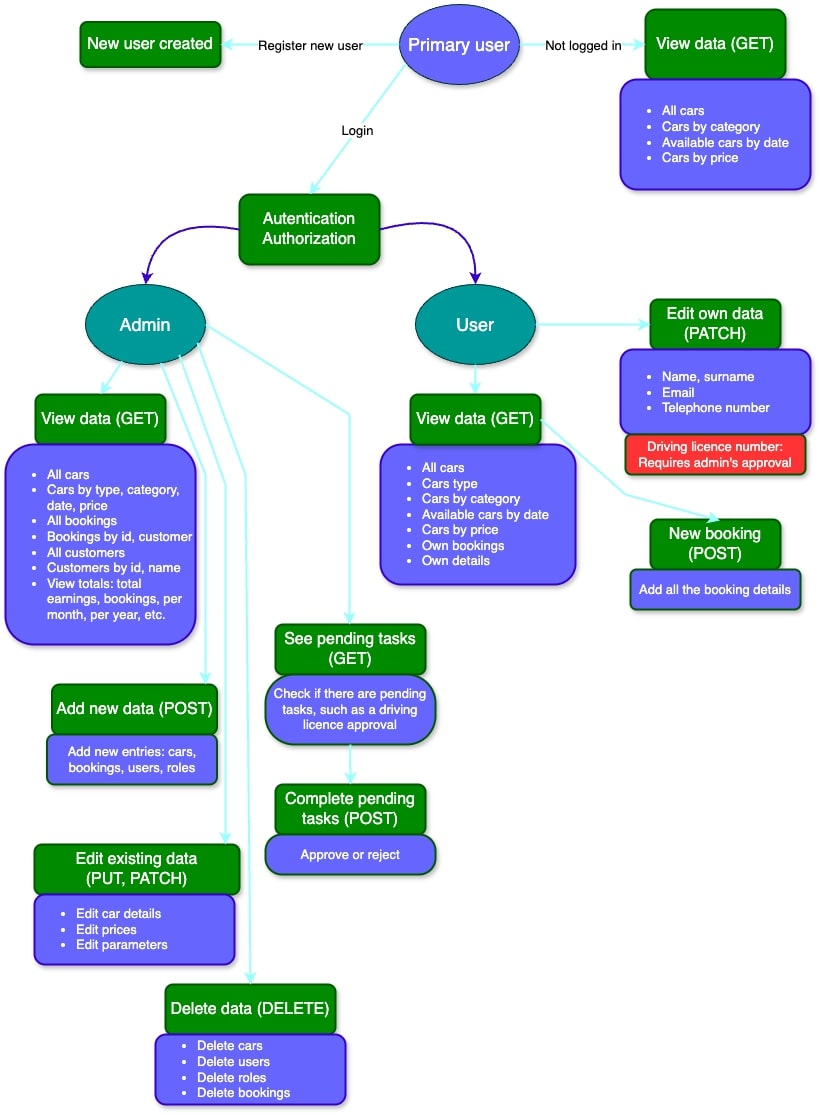 Primary user
New user created
Register new user
Not logged in
View data (GET)
All cars
Cars by category
Available cars by date
Cars by price
Login
Autentication
Authorization
Admin
User
Edit own data
(PATCH)
Name, surname
Email
Telephone number
Driving licence number:
Requires admin's approval
View data (GET)
All cars
Cars by type, category,
date, price
All bookings
Bookings by id, customer
All customers
Customers by id, name
View totals: total
earnings, bookings, per
month, per year, etc.
View data (GET)
All cars
Cars type
Cars by category
Available cars by date
Cars by price
Own bookings
Own details
New booking
(POST)
Add all the booking details
See pending tasks
(GET)
Check if there are pending
tasks, such as a driving
licence approval
Add new data (POST)
Add new entries: cars,
bookings, users, roles
Complete pending
tasks (POST)
Approve or reject
Edit existing data
(PUT, PATCH)
Edit car details
Edit prices
Edit parameters
Delete data (DELETE)
Delete cars
Delete users
Delete roles
Delete bookings